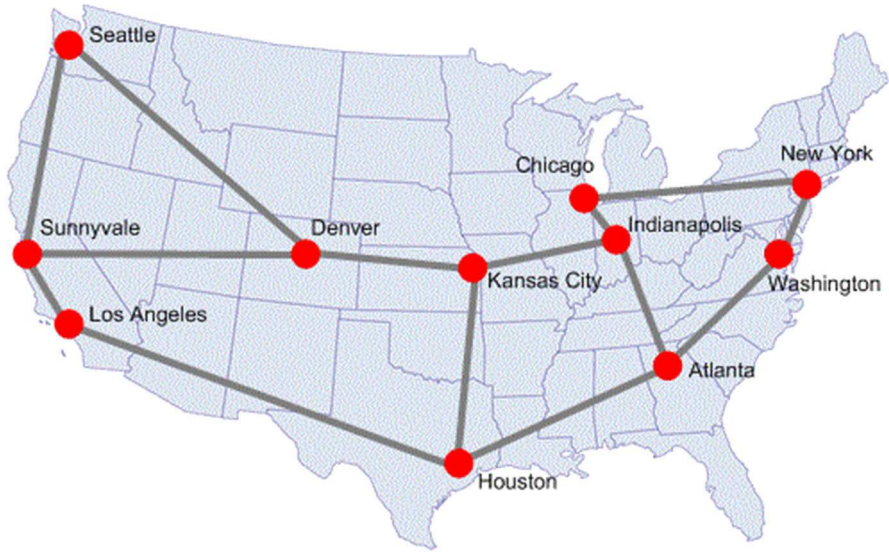 Seattle
New York
Chicago
Indianapolis
Sunnyvale
Denver
Kansas City
Washington
Los Angeles
Atlanta
Houston